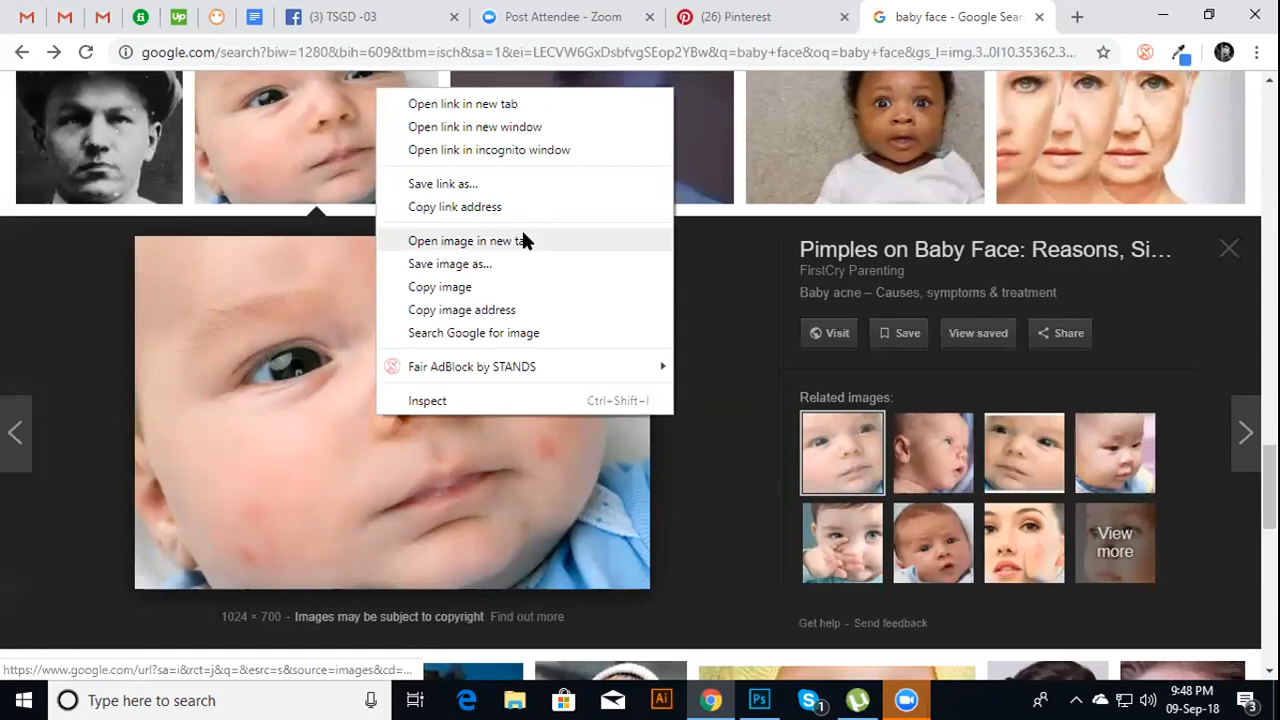 (3) TSGD -03
Post Attendee - Zoom
(26) Pinterest
baby face - Google Sear
google.com/search?biw=1280&bih=609&tbm=isch&sa=1&ei=LECVW6GxDsbfvgSEop2YBw&q=baby+face&oq=baby+face&gs_l=img.3..0l10.35362.3...
Open link in new tab
Open link in new window
Open link in incognito window
Save link as...
Copy link address
Open image in new ta
Save image as...
Copy image
Copy image address
Search Google for image
Fair AdBlock by STANDS
Inspect Ctrl+Shift+I
Pimples on Baby Face: Reasons, Si...
FirstCry Parenting
Baby acne – Causes, symptoms & treatment
Visit Save View saved Share
Related images:
View more
1024 × 700 - Images may be subject to copyright Find out more
Get help - Send feedback
https://www.google.com/url?sa=i&rct=j&q=&esrc=s&source=images&cd=...
Type here to search
9:48 PM
09-Sep-18